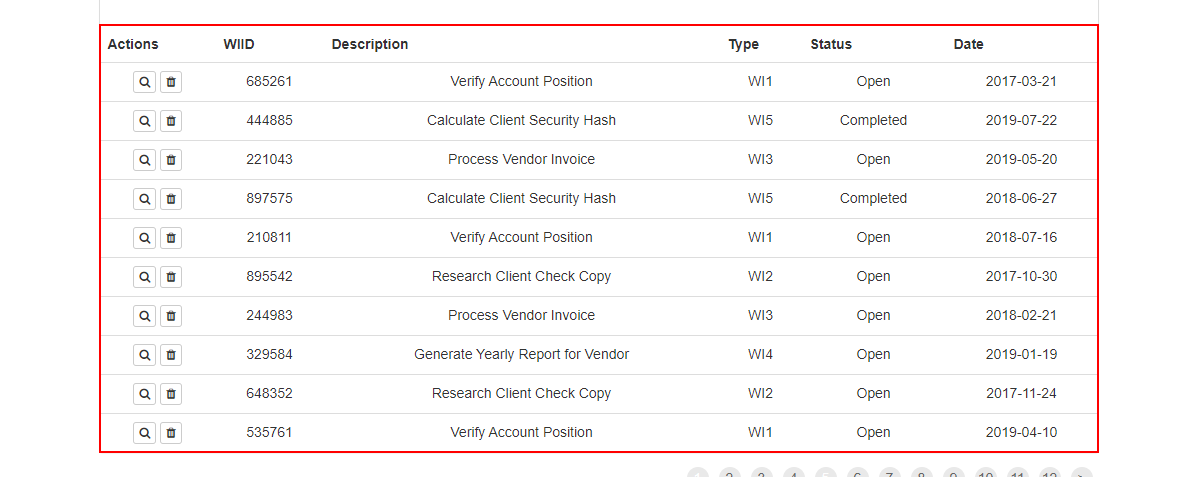 Actions WIID Description Type Status Date
685261 Verify Account Position WI1 Open 2017-03-21
444885 Calculate Client Security Hash WI5 Completed 2019-07-22
221043 Process Vendor Invoice WI3 Open 2019-05-20
897575 Calculate Client Security Hash WI5 Completed 2018-06-27
210811 Verify Account Position WI1 Open 2018-07-16
895542 Research Client Check Copy WI2 Open 2017-10-30
244983 Process Vendor Invoice WI3 Open 2018-02-21
329584 Generate Yearly Report for Vendor WI4 Open 2019-01-19
648352 Research Client Check Copy WI2 Open 2017-11-24
535761 Verify Account Position WI1 Open 2019-04-10
1 2 3 4 5 6 7 8 9 10 11 12 >